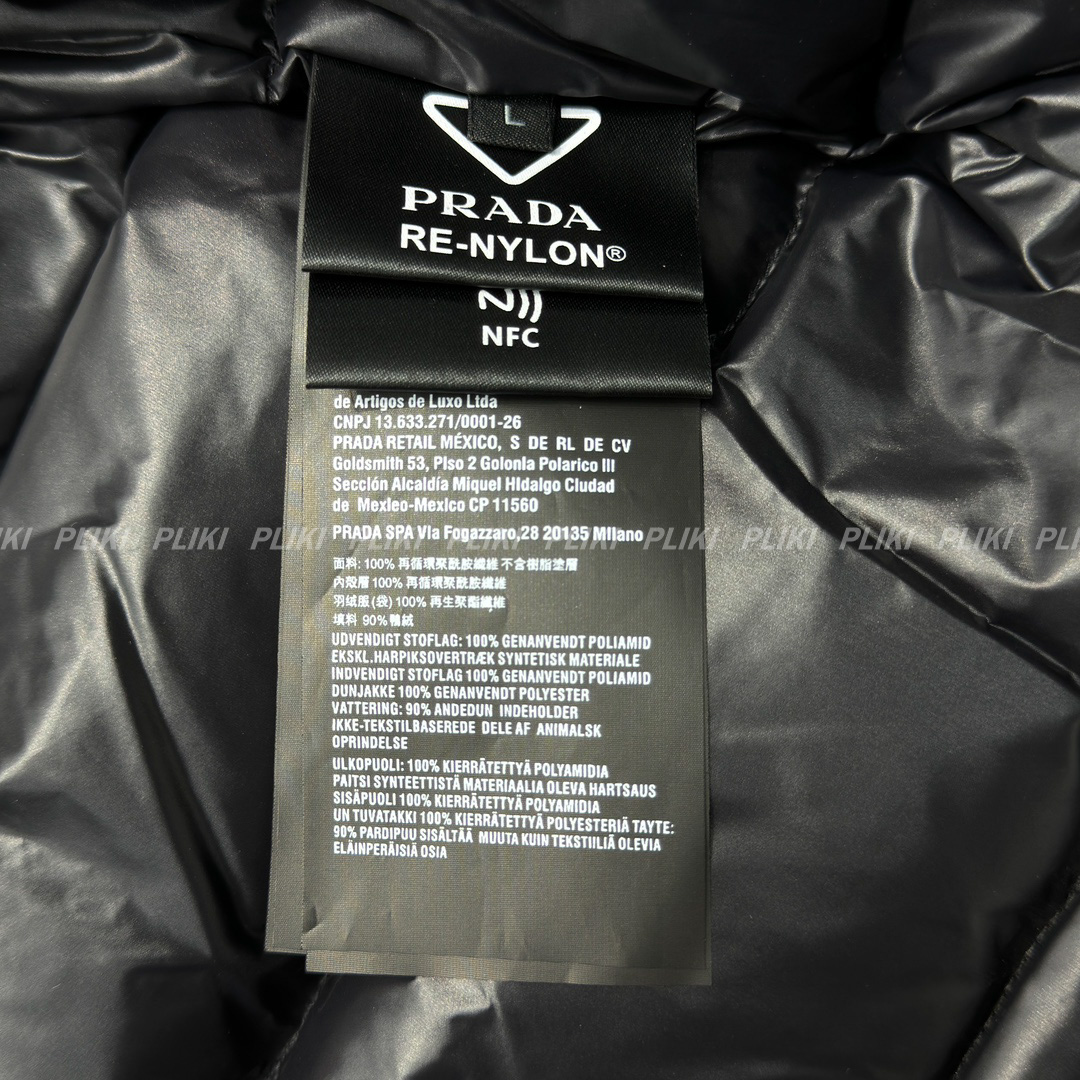 L
PRADA
RE-NYLON®
NFC
de Artigos de Luxo Ltda
CNPJ 13.633.271/0001-26
PRADA RETAIL MÉXICO, S DE RL DE CV
Goldsmith 53, PIso 2 Golonla Polarico III
Sección Alcaldía Miquel HIdalgo Cludad
de Mexleo-Mexico CP 11560
PRADA SPA VIa Fogazzaro,28 20135 MIlano
PLIKI PLIKI PLIKI PLIKI PLIKI PLIKI PLIKI PLIKI PLIKI PLIKI
面料: 100% 再循環聚酰胺纖維 不含樹脂塗層
內殼層 100% 再循環聚酰胺纖維
羽绒服 (袋) 100% 再生聚酯纖維
填料 90% 鴨絨
UDVENDIGT STOFLAG: 100% GENANVENDT POLIAMID
EKSKL.HARPIKSOVERTRÆK SYNTETISK MATERIALE
INDVENDIGT STOFLAG 100% GENANVENDT POLIAMID
DUNJAKKE 100% GENANVENDT POLYESTER
VATTERING: 90% ANDEDUN INDEHOLDER
IKKE-TEKSTILBASEREDE DELE AF ANIMALSK
OPRINDELSE
ULKOPUOLI: 100% KIERRÄTETTYÄ POLYAMIDIA
PAITSI SYNTEETTISTÄ MATERIAALIA OLEVA HARTSAUS
SISÄPUOLI 100% KIERRÄTETTYÄ POLYAMIDIA
UN TUVATAKKI 100% KIERRÄTETTYÄ POLYESTERIÄ TAYTE:
90% PARDIPUU SISÄLTÄÄ MUUTA KUIN TEKSTIILIÄ OLEVIA
ELÄINPERÄISIÄ OSIA